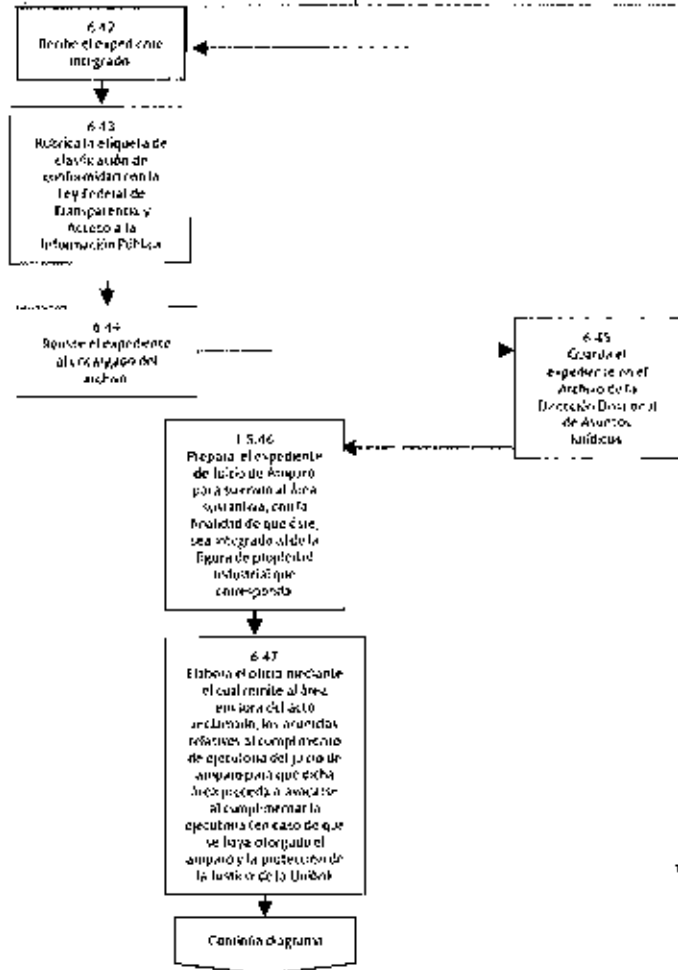 6.42
Recibe el expediente
integrado
6.43
Rubrica la etiqueta de
clasificación de
conformidad con la
Ley Federal de
Transparencia y
Acceso a la
Información Pública
6.44
Remite el expediente
al encargado del
archivo
6.45
Guarda el
expediente en el
Archivo de la
Dirección Divisional
de Asuntos
Jurídicos
6.46
Prepara el expediente
de Juicio de Amparo
para su envío al área
sustantiva, con la
finalidad de que éste,
sea integrado al de la
figura de propiedad
industrial que
corresponda
6.47
Elabora el oficio mediante
el cual remite al área
emisora del acto
reclamado, los acuerdos
relativos al cumplimiento
de ejecutoria del juicio de
amparo para que dicha
área proceda a avocarse
al cumplimentar la
ejecutoria (en caso de que
se haya otorgado el
amparo y la protección de
la Justicia de la Unión)
Continúa diagrama